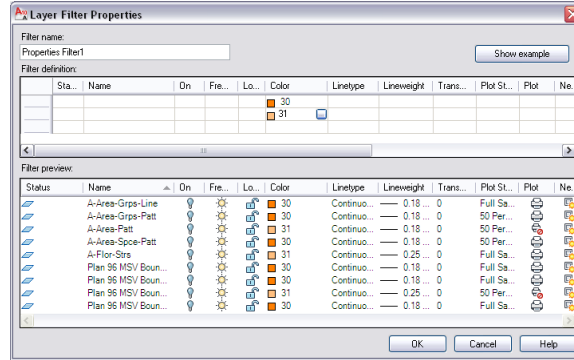 Layer Filter Properties
Filter name:
Properties Filter1
Show example
Filter definition:
Sta... Name On Fre... Lo... Color Linetype Lineweight Trans... Plot St... Plot Ne.
30
31
Filter preview:
Status Name On Fre... Lo... Color Linetype Lineweight Trans... Plot St... Plot Ne.
A-Area-Grps-Line 30 Continuo... 0.18 ... 0 Full Sa...
A-Area-Grps-Patt 30 Continuo... 0.18 ... 0 50 Per...
A-Area-Patt 31 Continuo... 0.18 ... 0 50 Per...
A-Area-Spce-Patt 30 Continuo... 0.18 ... 0 50 Per...
A-Flor-Strs 31 Continuo... 0.25 ... 0 Full Sa...
Plan 96 MSV Boun... 30 Continuo... 0.18 ... 0 Full Sa...
Plan 96 MSV Boun... 30 Continuo... 0.18 ... 0 50 Per...
Plan 96 MSV Boun... 31 Continuo... 0.25 ... 0 50 Per...
Plan 96 MSV Boun... 30 Continuo... 0.18 ... 0 Full Sa...
OK Cancel Help